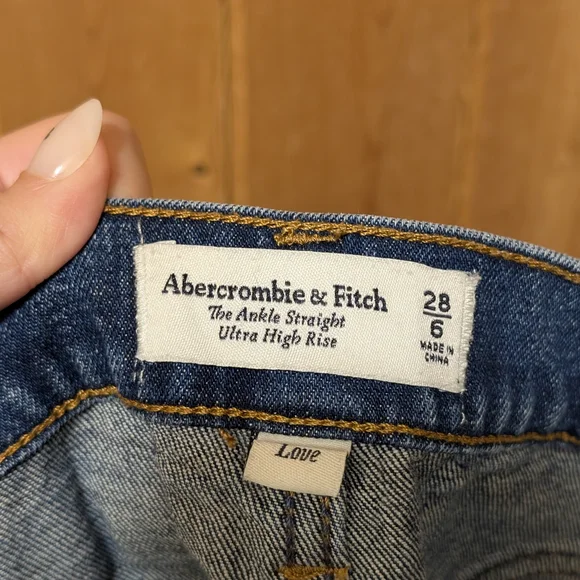 Abercrombie & Fitch
The Ankle Straight
Ultra High Rise
28
6
MADE IN
CHINA
Love